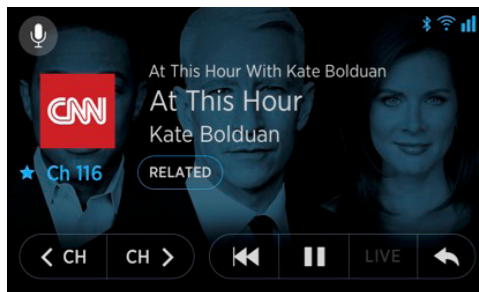 At This Hour With Kate Bolduan
CNN
At This Hour
Kate Bolduan
Ch 116
RELATED
CH
CH
LIVE